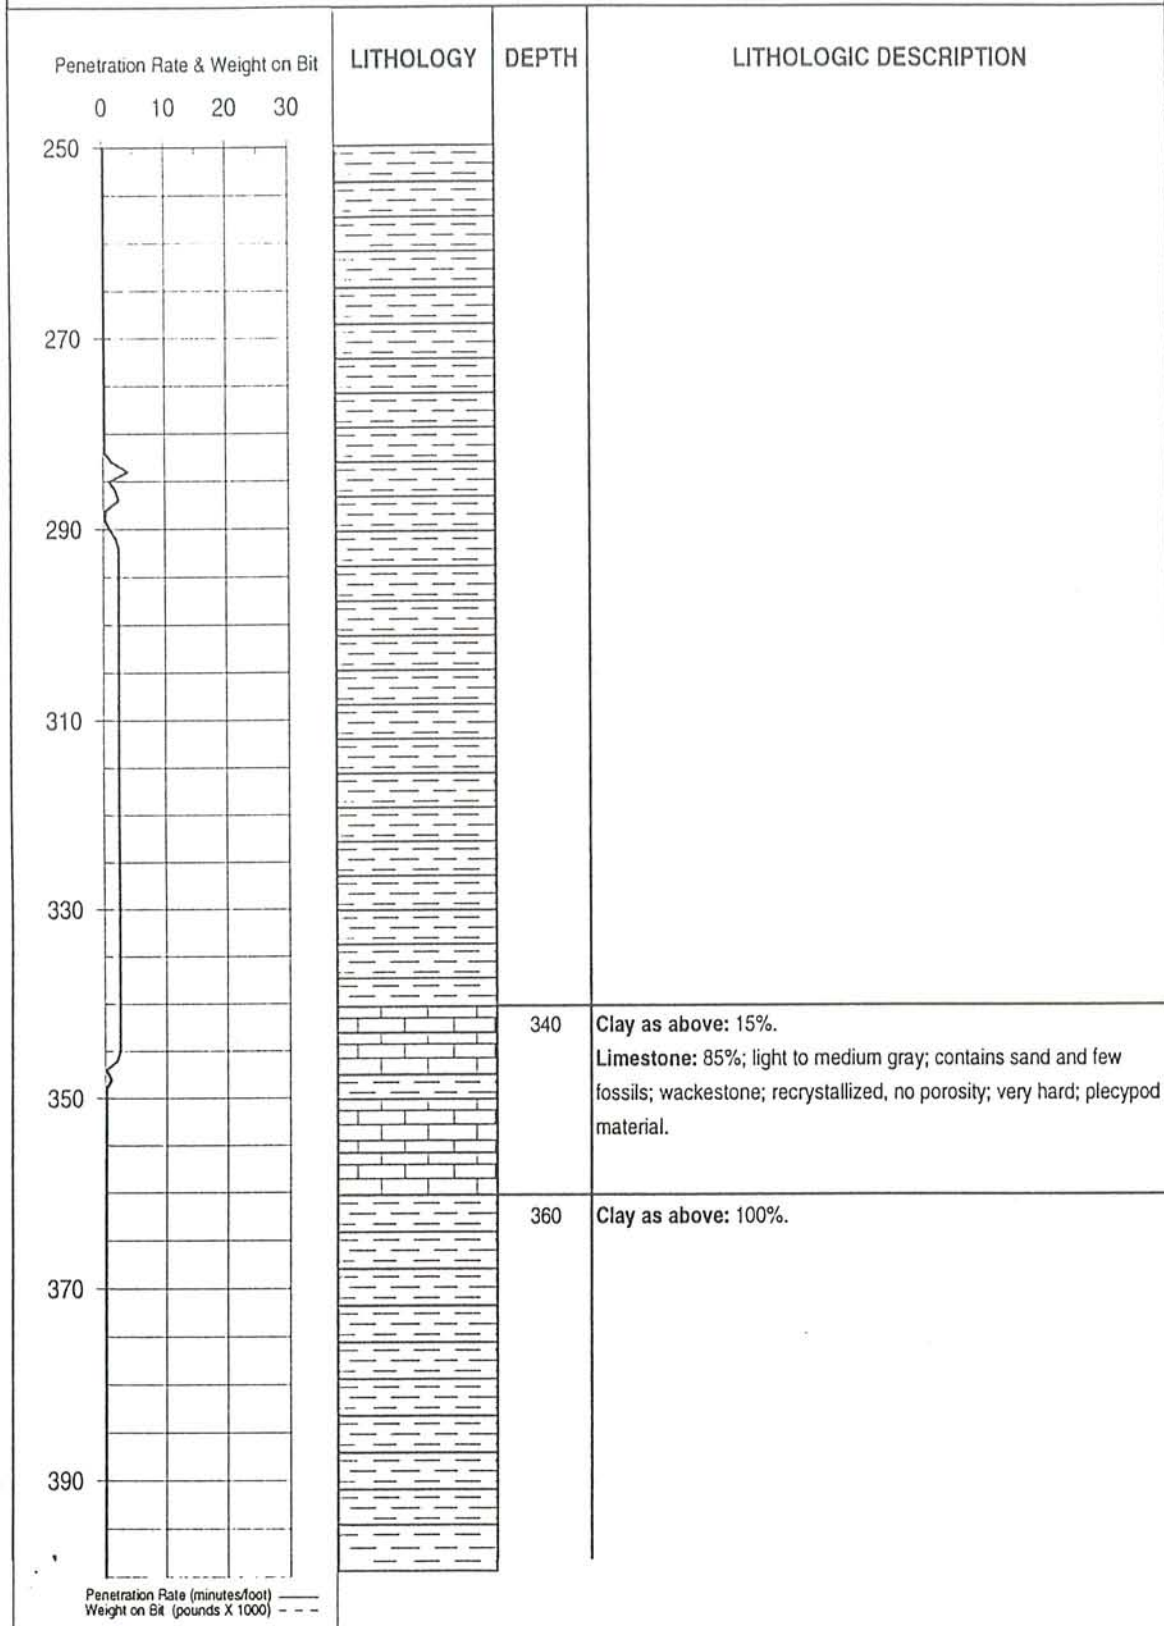 Penetration Rate & Weight on Bit
LITHOLOGY
DEPTH
LITHOLOGIC DESCRIPTION
0 10 20 30
250
270
290
310
330
340 Clay as above: 15%.
Limestone: 85%; light to medium gray; contains sand and few
fossils; wackestone; recrystallized, no porosity; very hard; plecypod
material.
350
360 Clay as above: 100%.
370
390
Penetration Rate (minutes/foot)
Weight on Bit (pounds X 1000)